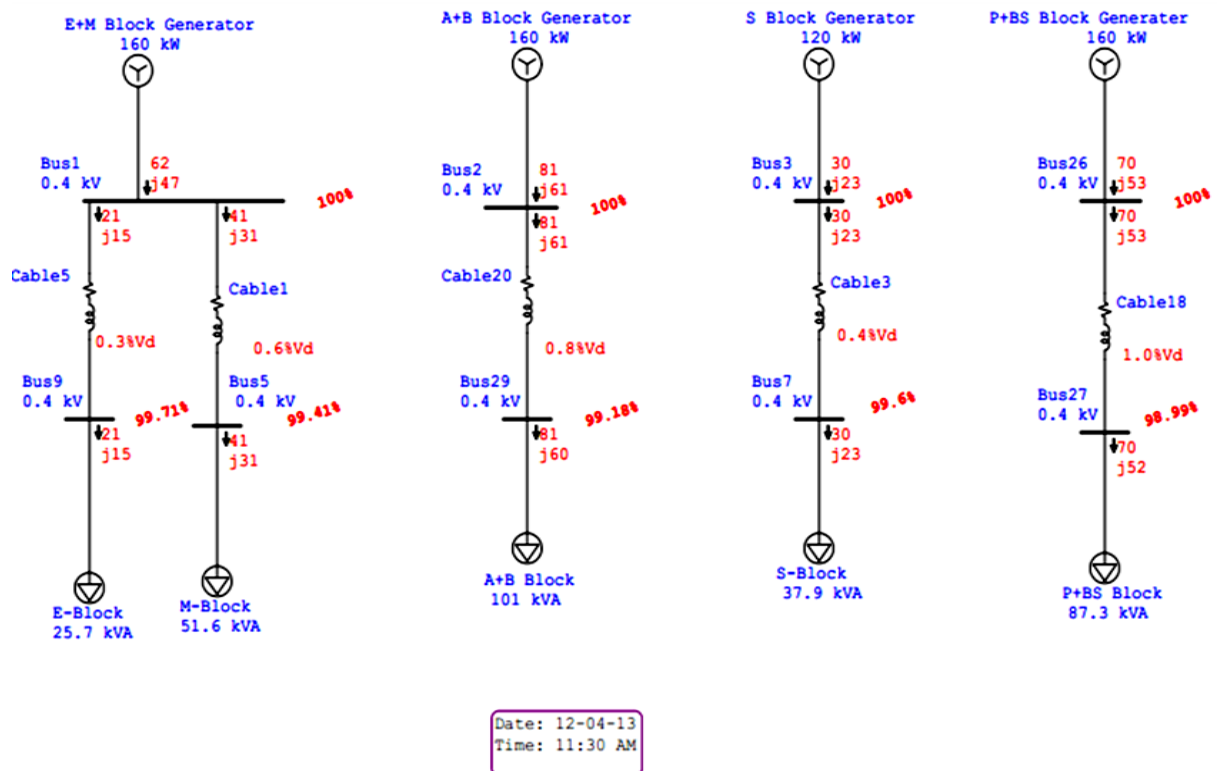 E+M Block Generator
160 kW
Bus1
0.4 kV
62
j47
100%
21
j15
41
j31
Cable5
Cable1
0.3%Vd
0.6%Vd
Bus9
0.4 kV
99.71%
Bus5
0.4 kV
99.41%
21
j15
41
j31
E-Block
25.7 kVA
M-Block
51.6 kVA
A+B Block Generator
160 kW
Bus2
0.4 kV
81
j61
100%
81
j61
Cable20
0.8%Vd
Bus29
0.4 kV
99.18%
81
j60
A+B Block
101 kVA
S Block Generator
120 kW
Bus3
0.4 kV
30
j23
100%
30
j23
Cable3
0.4%Vd
Bus7
0.4 kV
99.6%
30
j23
S-Block
37.9 kVA
P+BS Block Generater
160 kW
Bus26
0.4 kV
70
j53
100%
70
j53
Cable18
1.0%Vd
Bus27
0.4 kV
98.99%
70
j52
P+BS Block
87.3 kVA
Date: 12-04-13
Time: 11:30 AM